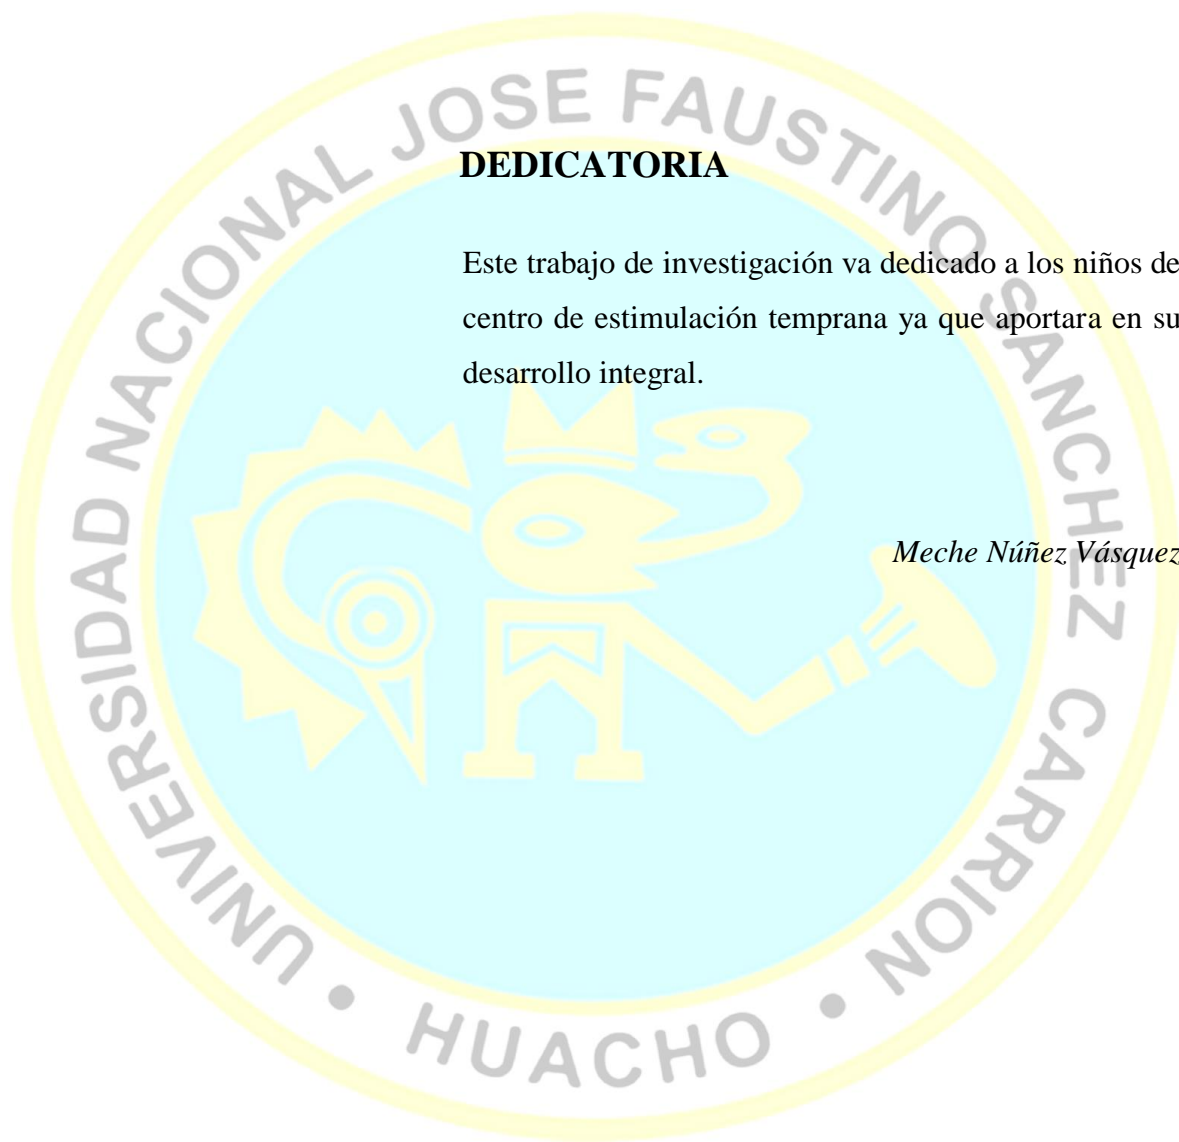 DEDICATORIA
Este trabajo de investigación va dedicado a los niños de
centro de estimulación temprana ya que aportara en su
desarrollo integral.
Meche Núñez Vásquez
UNIVERSIDAD NACIONAL JOSE FAUSTINO SANCHEZ CARRION
• HUACHO •